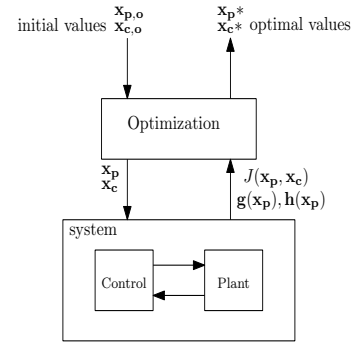 initial values x_p,o x_c,o
x_p* x_c* optimal values
Optimization
x_p
x_c
J(x_p, x_c)
g(x_p), h(x_p)
system
Control
Plant